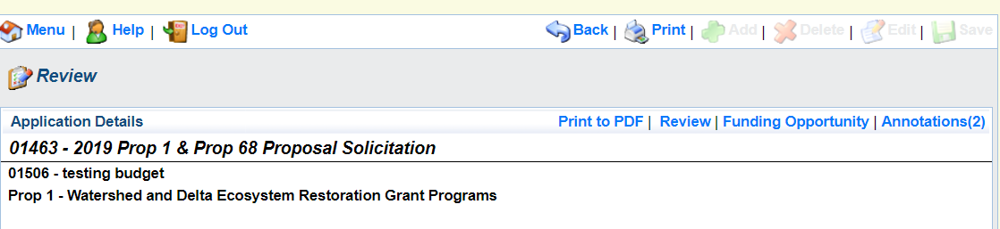 Menu | Help | Log Out Back | Print | Add | Delete | Edit | Save
Review
Application Details Print to PDF | Review | Funding Opportunity | Annotations(2)
01463 - 2019 Prop 1 & Prop 68 Proposal Solicitation
01506 - testing budget
Prop 1 - Watershed and Delta Ecosystem Restoration Grant Programs